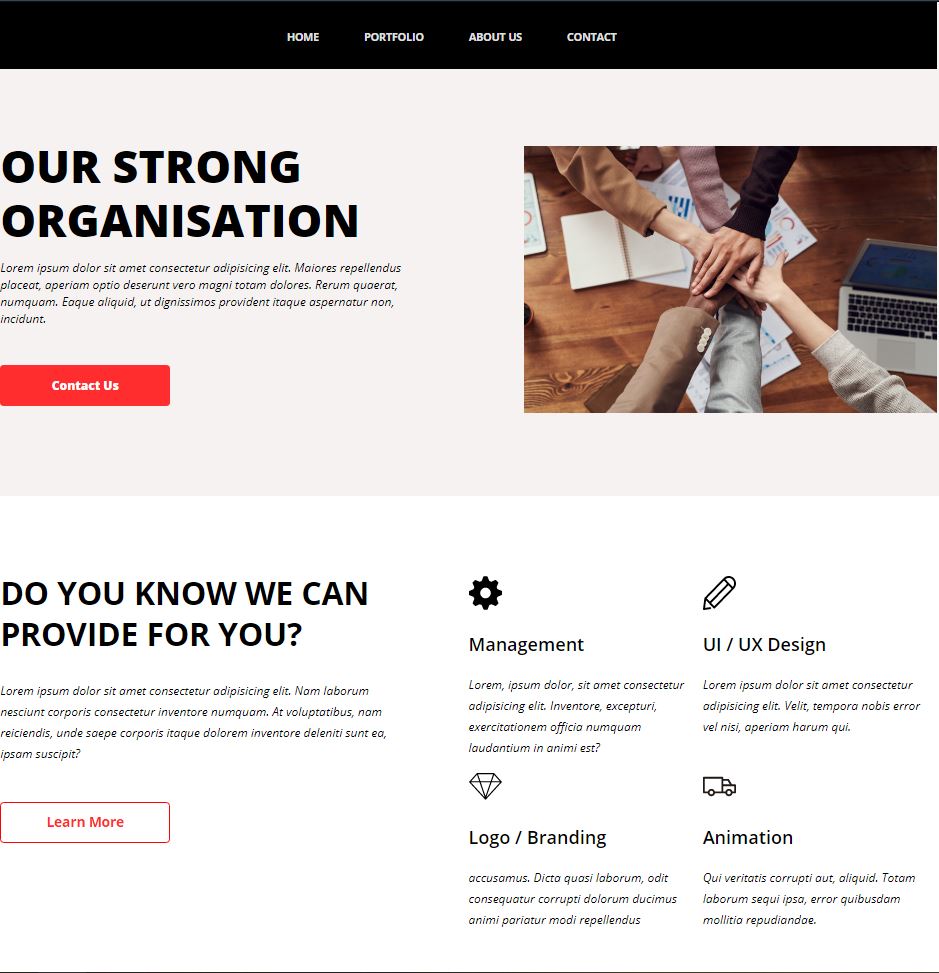 HOME PORTFOLIO ABOUT US CONTACT
OUR STRONG
ORGANISATION
Lorem ipsum dolor sit amet consectetur adipisicing elit. Maiores repellendus
placeat, aperiam optio deserunt vero magni totam dolores. Rerum quaerat,
numquam. Eaque aliquid, ut dignissimos provident itaque aspernatur non,
incidunt.
Contact Us
DO YOU KNOW WE CAN
PROVIDE FOR YOU?
Lorem ipsum dolor sit amet consectetur adipisicing elit. Nam laborum
nesciunt corporis consectetur inventore numquam. At voluptatibus, nam
reiciendis, unde saepe corporis itaque dolorem inventore deleniti sunt ea,
ipsam suscipit?
Learn More
Management
Lorem, ipsum dolor, sit amet consectetur
adipisicing elit. Inventore, excepturi,
exercitationem officia numquam
laudantium in animi est?
UI / UX Design
Lorem ipsum dolor sit amet consectetur
adipisicing elit. Velit, tempora nobis error
vel nisi, aperiam harum qui.
Logo / Branding
accusamus. Dicta quasi laborum, odit
consequatur corrupti dolorum ducimus
animi pariatur modi repellendus
Animation
Qui veritatis corrupti aut, aliquid. Totam
laborum sequi ipsa, error quibusdam
mollitia repudiandae.